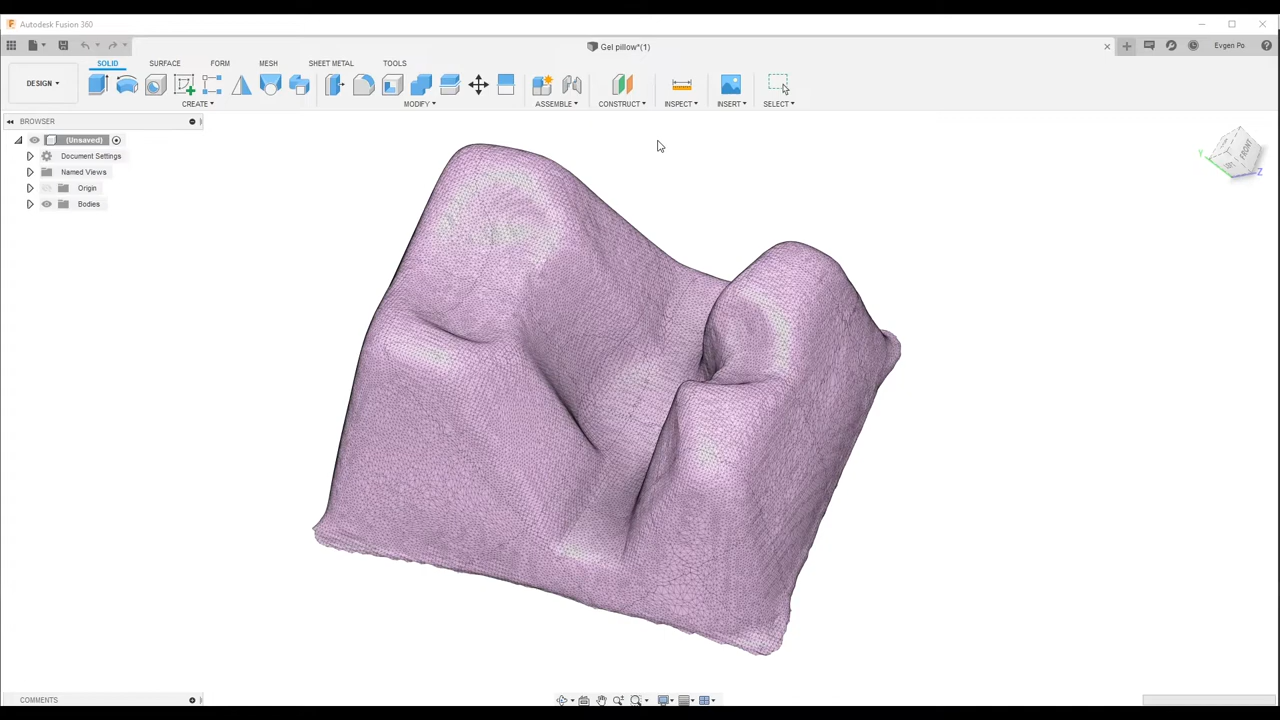 Autodesk Fusion 360
Gel pillow*(1)
Evgen Po
DESIGN
SOLID SURFACE FORM MESH SHEET METAL TOOLS
CREATE MODIFY ASSEMBLE CONSTRUCT INSPECT INSERT SELECT
BROWSER
(Unsaved)
Document Settings
Named Views
Origin
Bodies
FRONT
Y
Z
COMMENTS